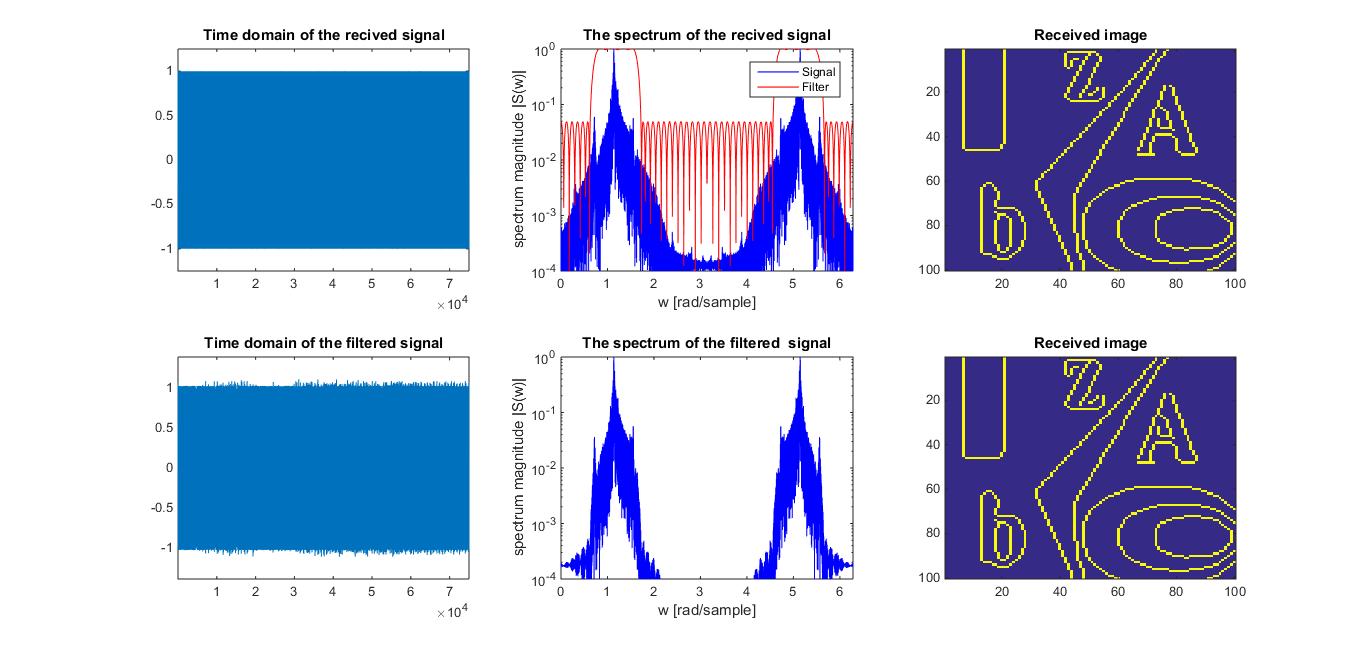 Time domain of the recived signal
1
0.5
0
-0.5
-1
1 2 3 4 5 6 7
×10^4
The spectrum of the recived signal
spectrum magnitude |S(w)|
10^0
10^-1
10^-2
10^-3
10^-4
Signal
Filter
0 1 2 3 4 5 6
w [rad/sample]
Received image
20
40
60
80
100
z
A
b
20 40 60 80 100
Time domain of the filtered signal
1
0.5
0
-0.5
-1
1 2 3 4 5 6 7
×10^4
The spectrum of the filtered  signal
spectrum magnitude |S(w)|
10^0
10^-1
10^-2
10^-3
10^-4
0 1 2 3 4 5 6
w [rad/sample]
Received image
20
40
60
80
100
z
A
b
20 40 60 80 100